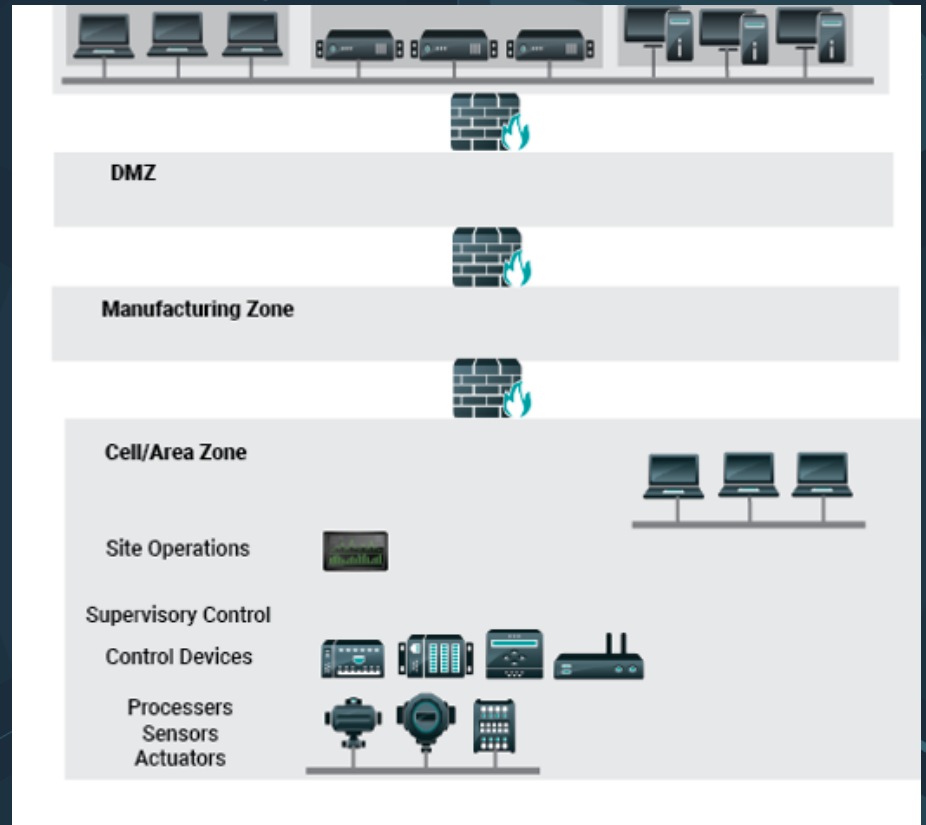 DMZ
Manufacturing Zone
Cell/Area Zone
Site Operations
Supervisory Control
Control Devices
Processers
Sensors
Actuators